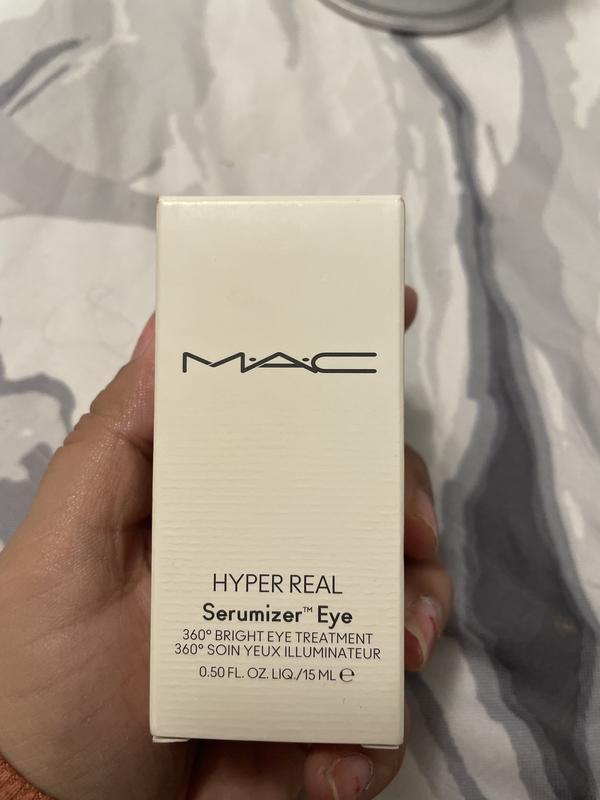 M·A·C
HYPER REAL
Serumizer™ Eye
360° BRIGHT EYE TREATMENT
360° SOIN YEUX ILLUMINATEUR
0.50 FL. OZ. LIQ./15 ML ℮